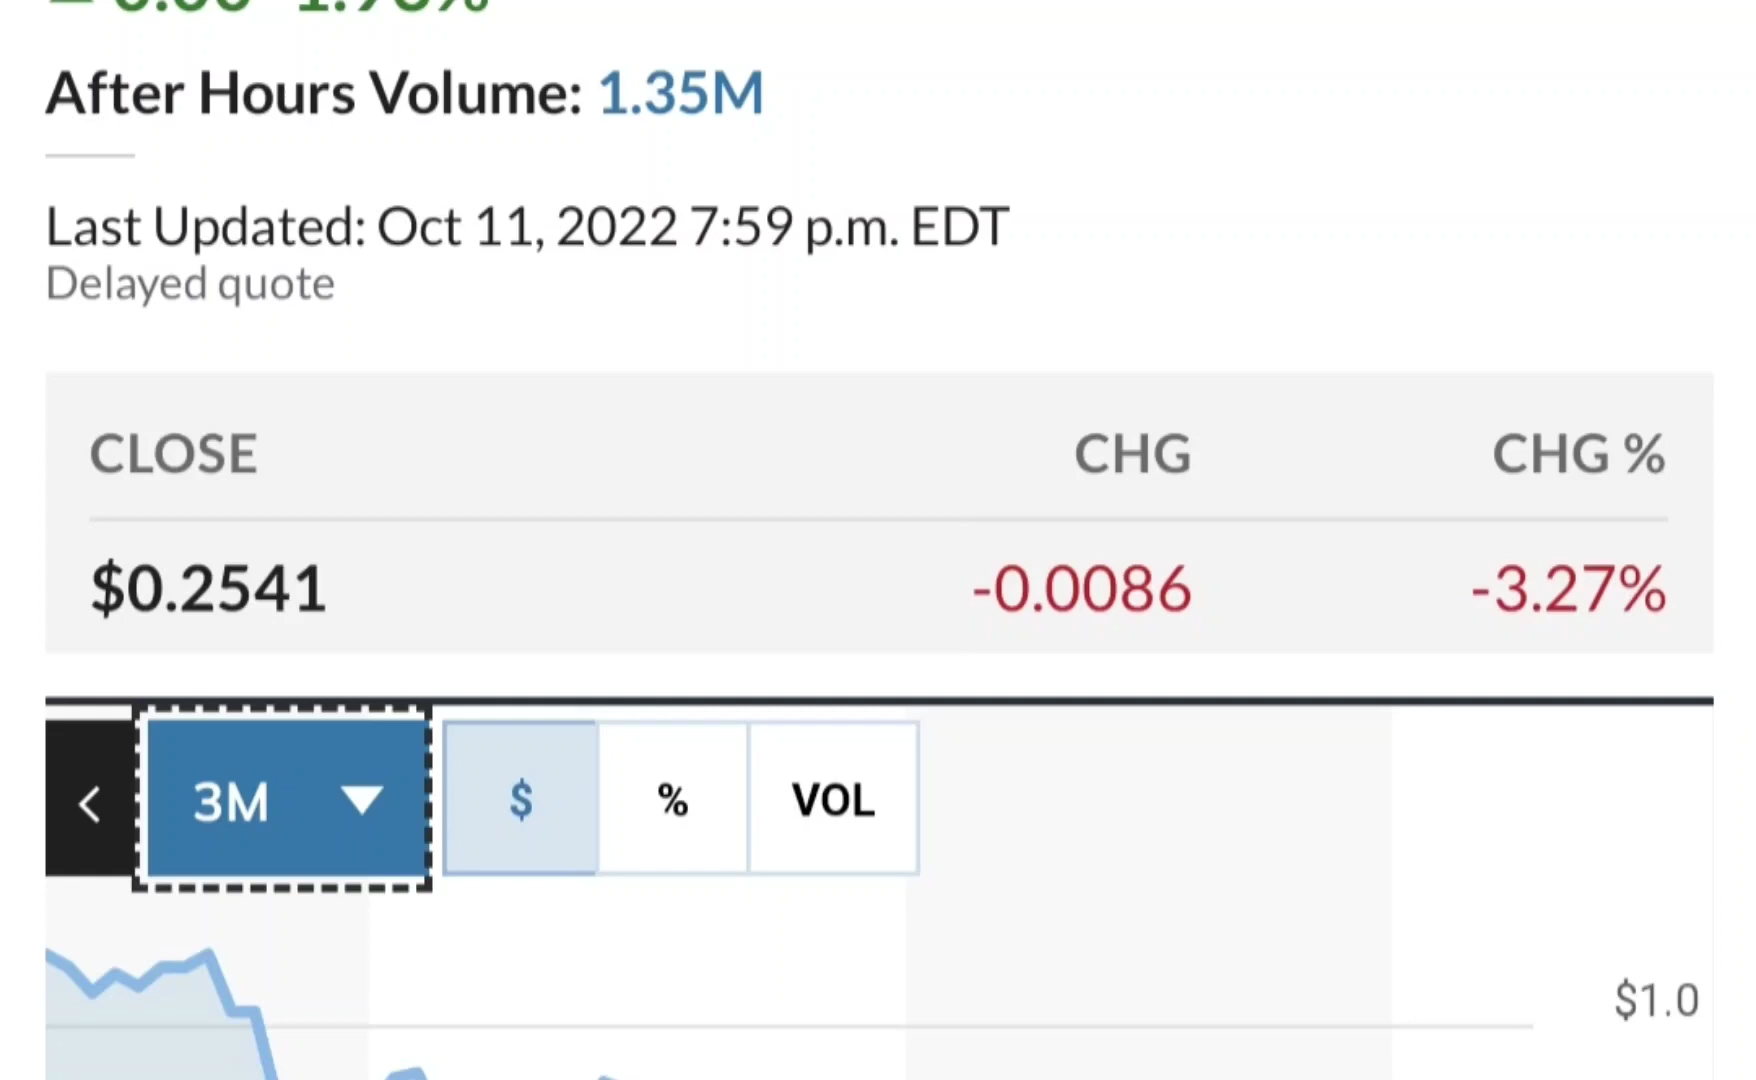 After Hours Volume: 1.35M
Last Updated: Oct 11, 2022 7:59 p.m. EDT
Delayed quote
CLOSE CHG CHG %
$0.2541 -0.0086 -3.27%
< 3M $ % VOL
$1.0